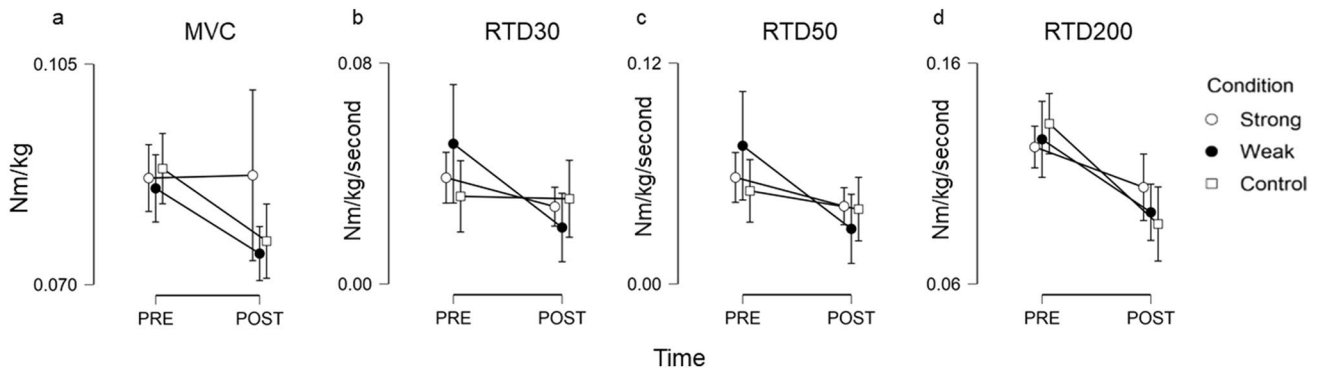 a MVC
b RTD30
c RTD50
d RTD200
0.105
0.070
Nm/kg
PRE POST
0.08
0.00
Nm/kg/second
PRE POST
0.12
0.00
Nm/kg/second
PRE POST
0.16
0.06
Nm/kg/second
PRE POST
Condition
Strong
Weak
Control
Time